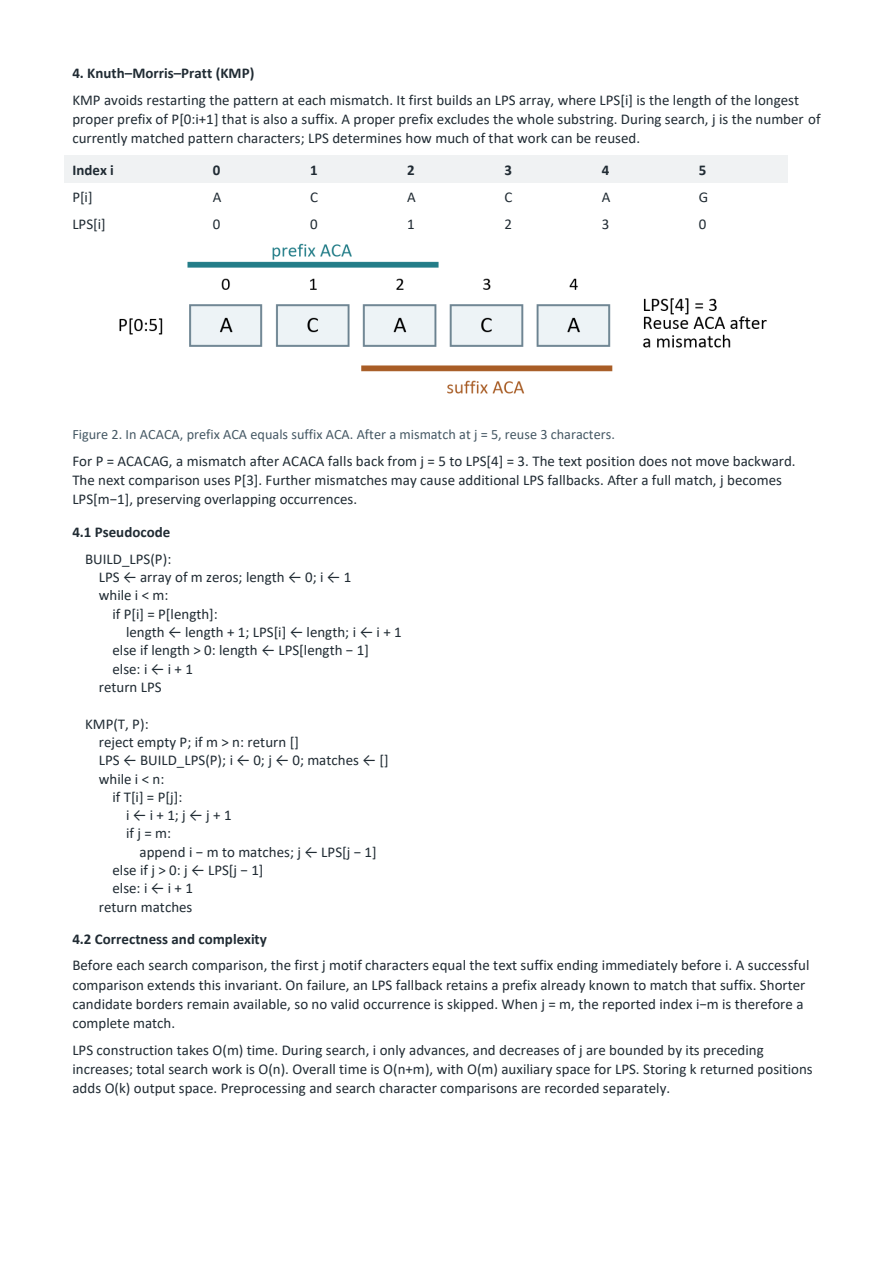 4. Knuth–Morris–Pratt (KMP)
KMP avoids restarting the pattern at each mismatch. It first builds an LPS array, where LPS[i] is the length of the longest
proper prefix of P[0:i+1] that is also a suffix. A proper prefix excludes the whole substring. During search, j is the number of
currently matched pattern characters; LPS determines how much of that work can be reused.
Index i 0 1 2 3 4 5
P[i] A C A C A G
LPS[i] 0 0 1 2 3 0
prefix ACA
0 1 2 3 4
P[0:5] A C A C A
LPS[4] = 3
Reuse ACA after
a mismatch
suffix ACA
Figure 2. In ACACA, prefix ACA equals suffix ACA. After a mismatch at j = 5, reuse 3 characters.
For P = ACACAG, a mismatch after ACACA falls back from j = 5 to LPS[4] = 3. The text position does not move backward.
The next comparison uses P[3]. Further mismatches may cause additional LPS fallbacks. After a full match, j becomes
LPS[m−1], preserving overlapping occurrences.
4.1 Pseudocode
BUILD_LPS(P):
LPS ← array of m zeros; length ← 0; i ← 1
while i < m:
if P[i] = P[length]:
length ← length + 1; LPS[i] ← length; i ← i + 1
else if length > 0: length ← LPS[length − 1]
else: i ← i + 1
return LPS
KMP(T, P):
reject empty P; if m > n: return []
LPS ← BUILD_LPS(P); i ← 0; j ← 0; matches ← []
while i < n:
if T[i] = P[j]:
i ← i + 1; j ← j + 1
if j = m:
append i − m to matches; j ← LPS[j − 1]
else if j > 0: j ← LPS[j − 1]
else: i ← i + 1
return matches
4.2 Correctness and complexity
Before each search comparison, the first j motif characters equal the text suffix ending immediately before i. A successful
comparison extends this invariant. On failure, an LPS fallback retains a prefix already known to match that suffix. Shorter
candidate borders remain available, so no valid occurrence is skipped. When j = m, the reported index i−m is therefore a
complete match.
LPS construction takes O(m) time. During search, i only advances, and decreases of j are bounded by its preceding
increases; total search work is O(n). Overall time is O(n+m), with O(m) auxiliary space for LPS. Storing k returned positions
adds O(k) output space. Preprocessing and search character comparisons are recorded separately.